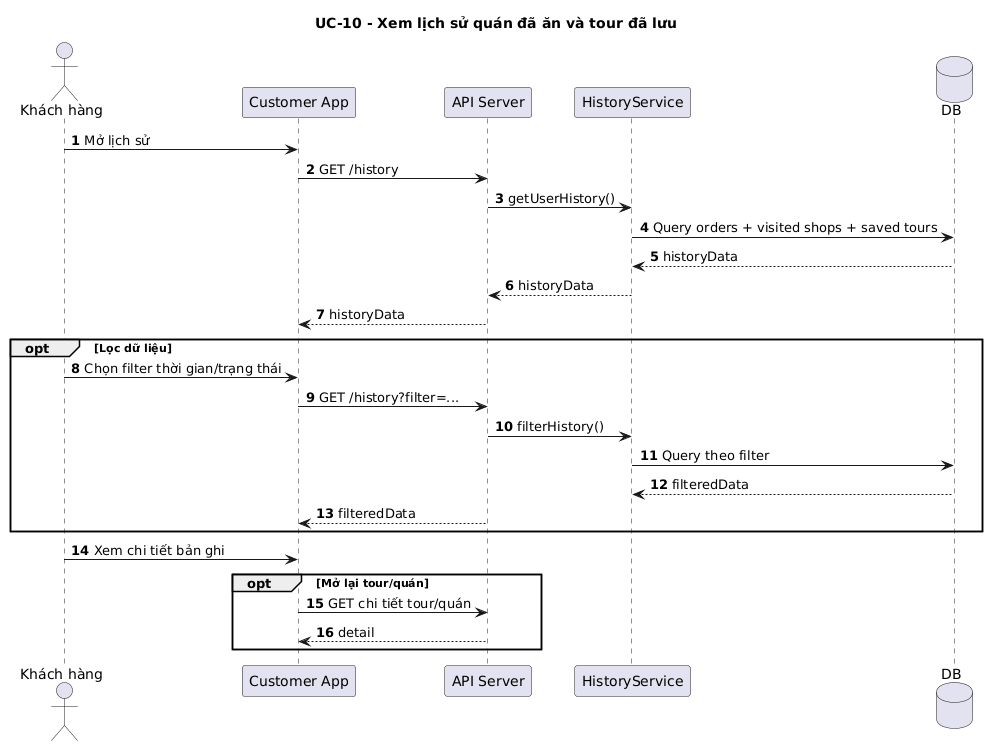 UC-10 - Xem lịch sử quán đã ăn và tour đã lưu
Khách hàng
Customer App
API Server
HistoryService
DB
1 Mở lịch sử
2 GET /history
3 getUserHistory()
4 Query orders + visited shops + saved tours
5 historyData
6 historyData
7 historyData
opt [Lọc dữ liệu]
8 Chọn filter thời gian/trạng thái
9 GET /history?filter=...
10 filterHistory()
11 Query theo filter
12 filteredData
13 filteredData
14 Xem chi tiết bản ghi
opt [Mở lại tour/quán]
15 GET chi tiết tour/quán
16 detail
Khách hàng
Customer App
API Server
HistoryService
DB